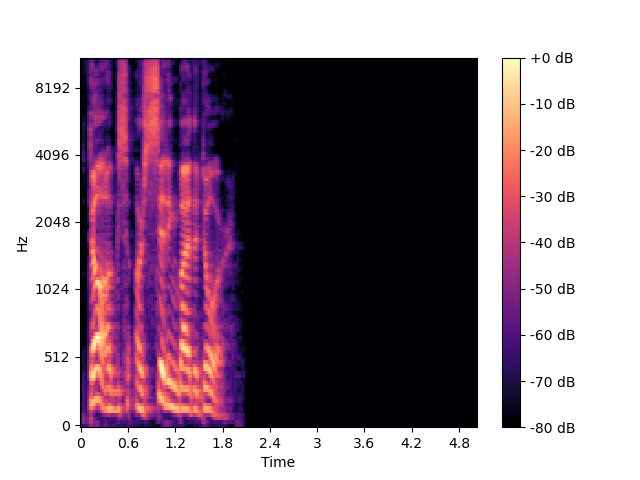 Hz
8192
4096
2048
1024
512
0
0 0.6 1.2 1.8 2.4 3 3.6 4.2 4.8
Time
+0 dB
-10 dB
-20 dB
-30 dB
-40 dB
-50 dB
-60 dB
-70 dB
-80 dB